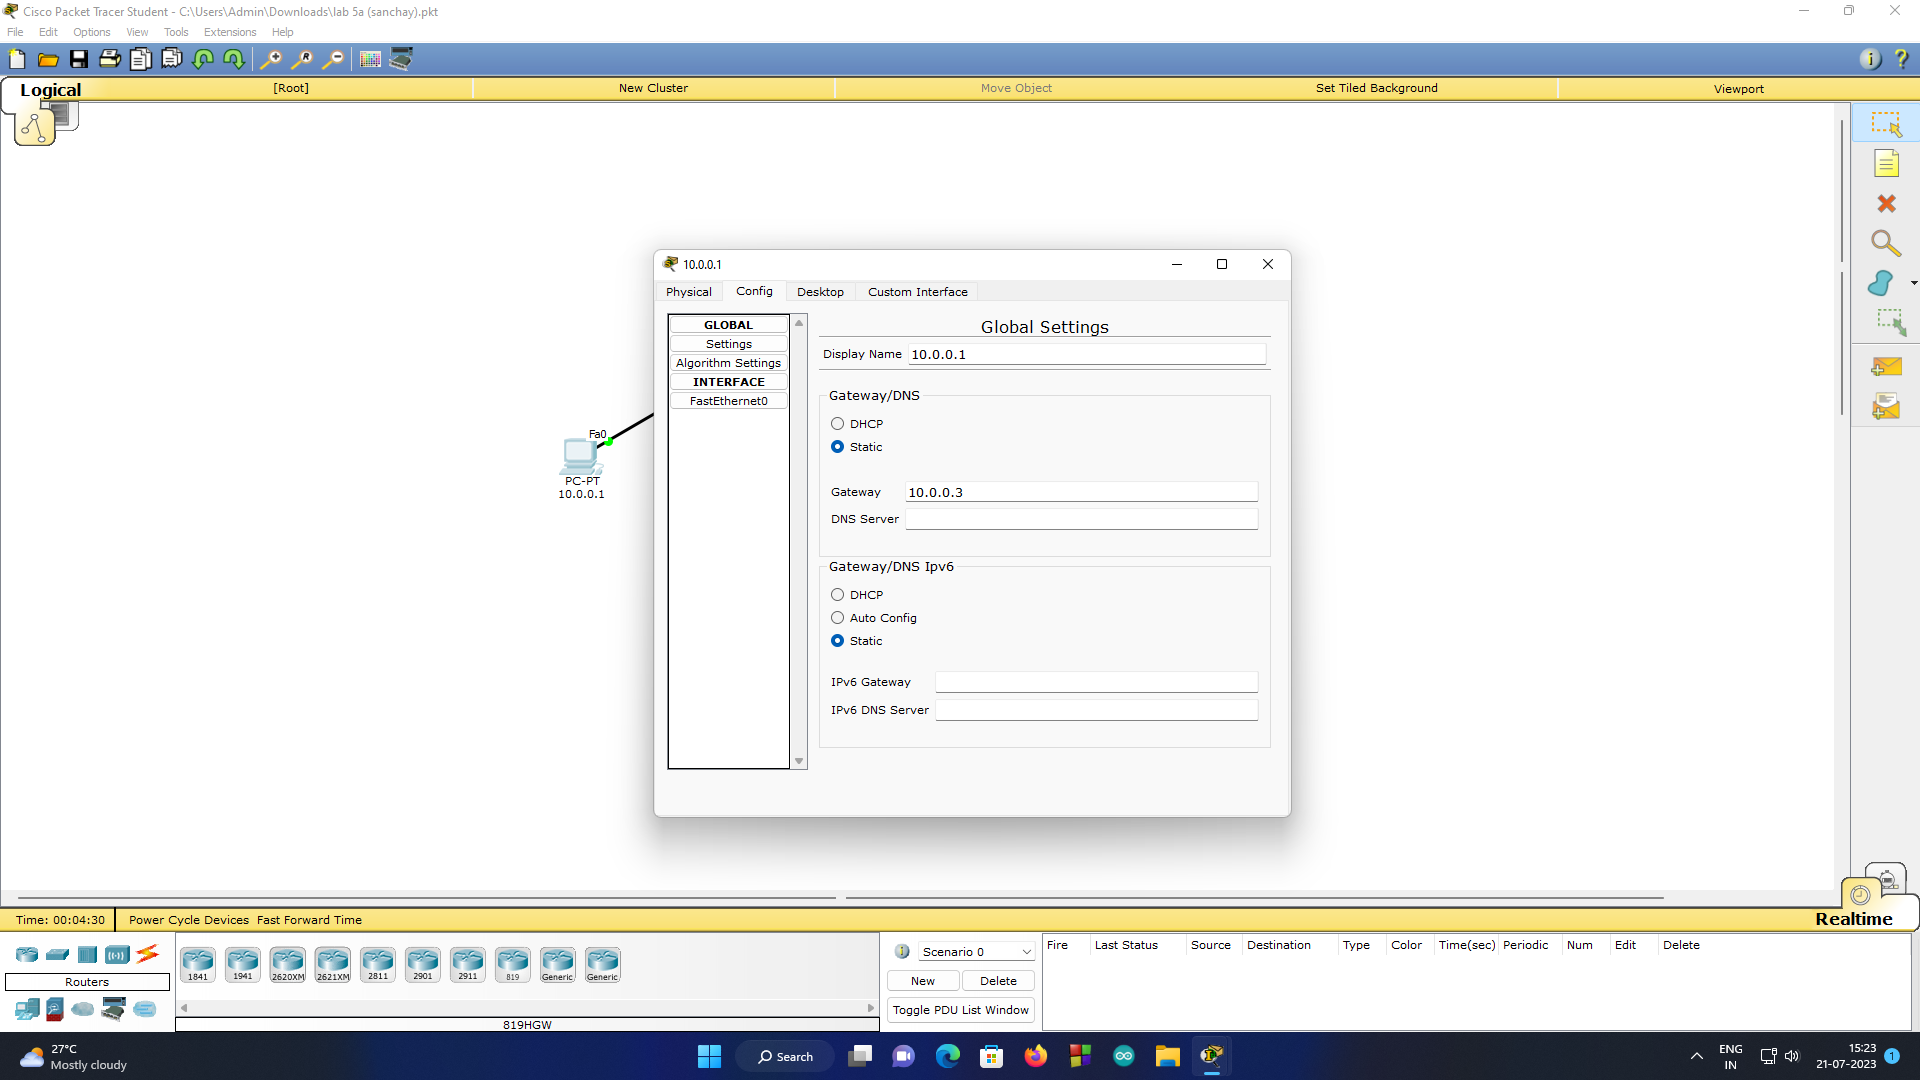 Cisco Packet Tracer Student - C:\Users\Admin\Downloads\lab 5a (sanchay).pkt
File Edit Options View Tools Extensions Help
Logical [Root] New Cluster Move Object Set Tiled Background Viewport
10.0.0.1
Physical Config Desktop Custom Interface
GLOBAL
Settings
Algorithm Settings
INTERFACE
FastEthernet0
Global Settings
Display Name 10.0.0.1
Gateway/DNS
DHCP
Static
Gateway 10.0.0.3
DNS Server
Gateway/DNS Ipv6
DHCP
Auto Config
Static
IPv6 Gateway
IPv6 DNS Server
Fa0
PC-PT
10.0.0.1
Time: 00:04:30 Power Cycle Devices Fast Forward Time
Realtime
Routers
1841 1941 2620XM 2621XM 2811 2901 2911 819 Generic Generic
819HGW
Scenario 0
New Delete
Toggle PDU List Window
Fire Last Status Source Destination Type Color Time(sec) Periodic Num Edit Delete
27°C
Mostly cloudy
Search
ENG
IN
15:23
21-07-2023
1